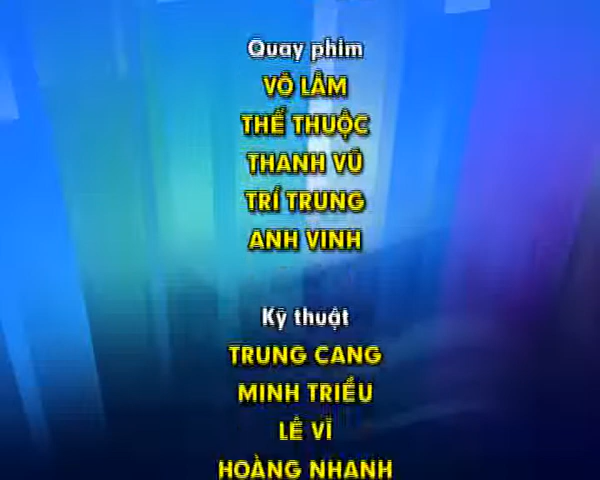 Quay phim
VÕ LÂM
THẾ THUỘC
THANH VŨ
TRÍ TRUNG
ANH VINH
Kỹ thuật
TRUNG CANG
MINH TRIỀU
LÊ VĨ
HOÀNG NHANH